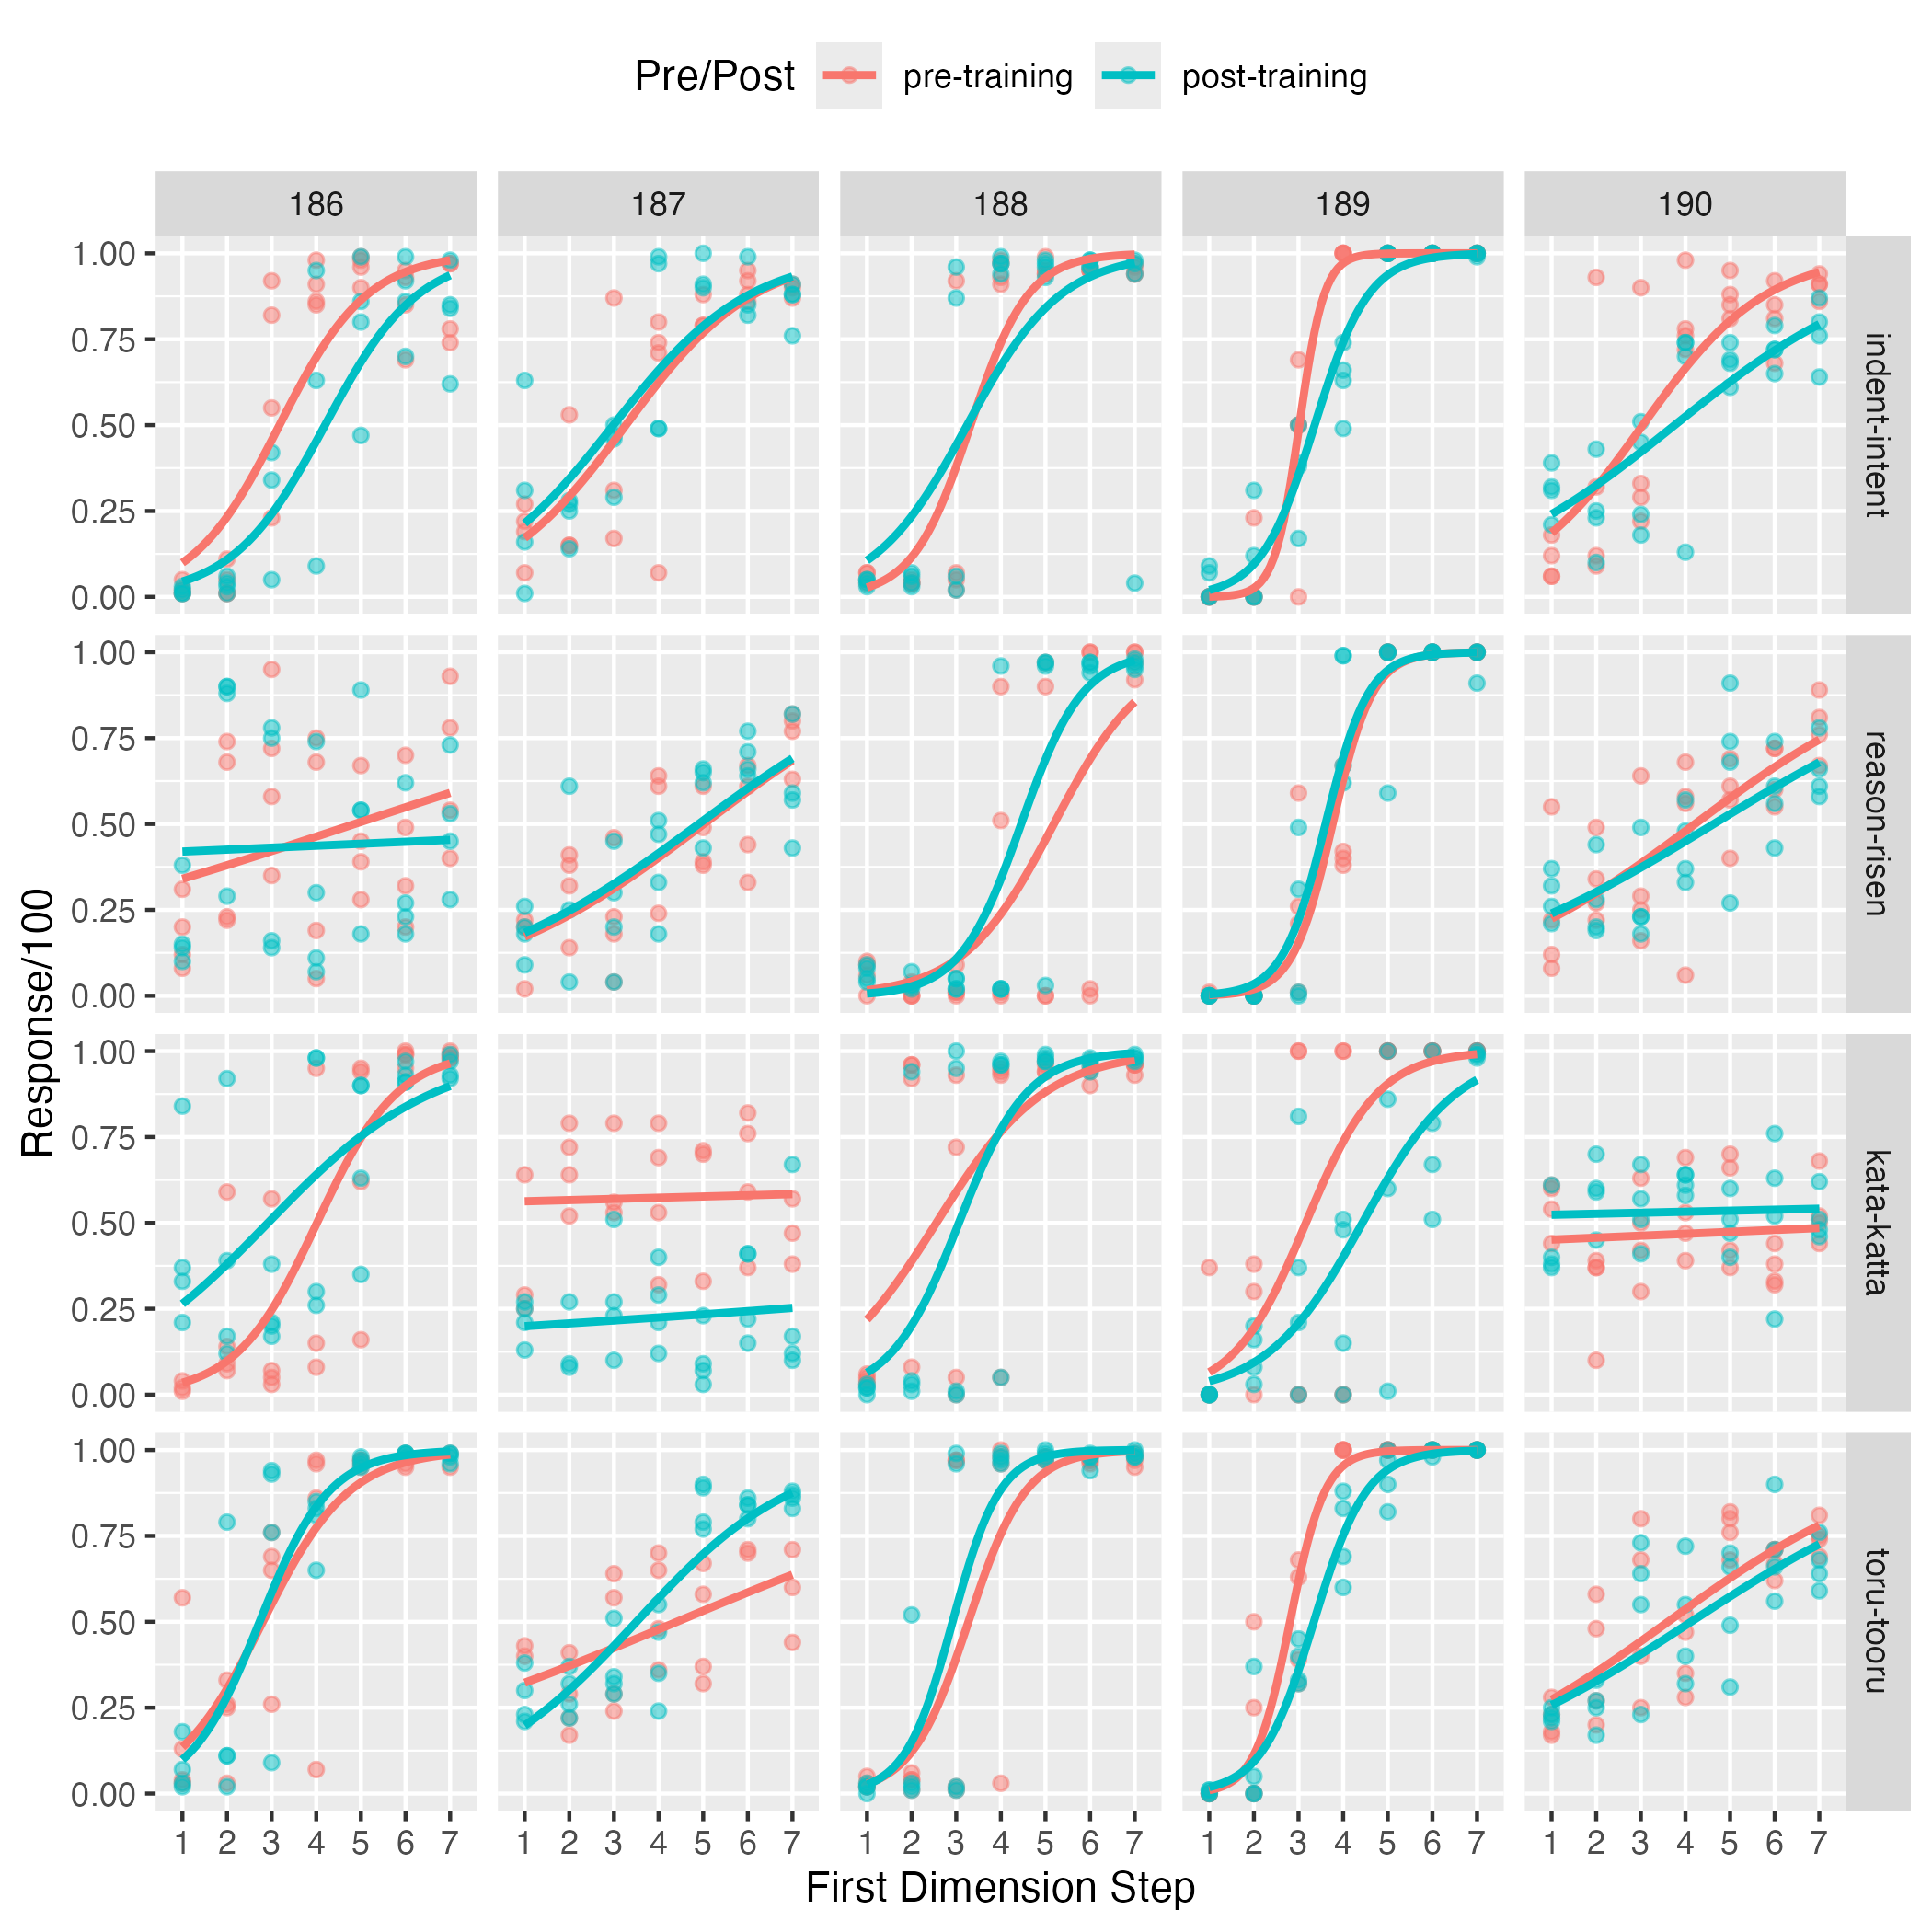 Pre/Post pre-training post-training
186 187 188 189 190
1.00
0.75
0.50
0.25
0.00
indent-intent
1.00
0.75
0.50
0.25
0.00
reason-risen
1.00
0.75
0.50
0.25
0.00
kata-katta
1.00
0.75
0.50
0.25
0.00
toru-tooru
Response/100
1 2 3 4 5 6 7 1 2 3 4 5 6 7 1 2 3 4 5 6 7 1 2 3 4 5 6 7 1 2 3 4 5 6 7
First Dimension Step